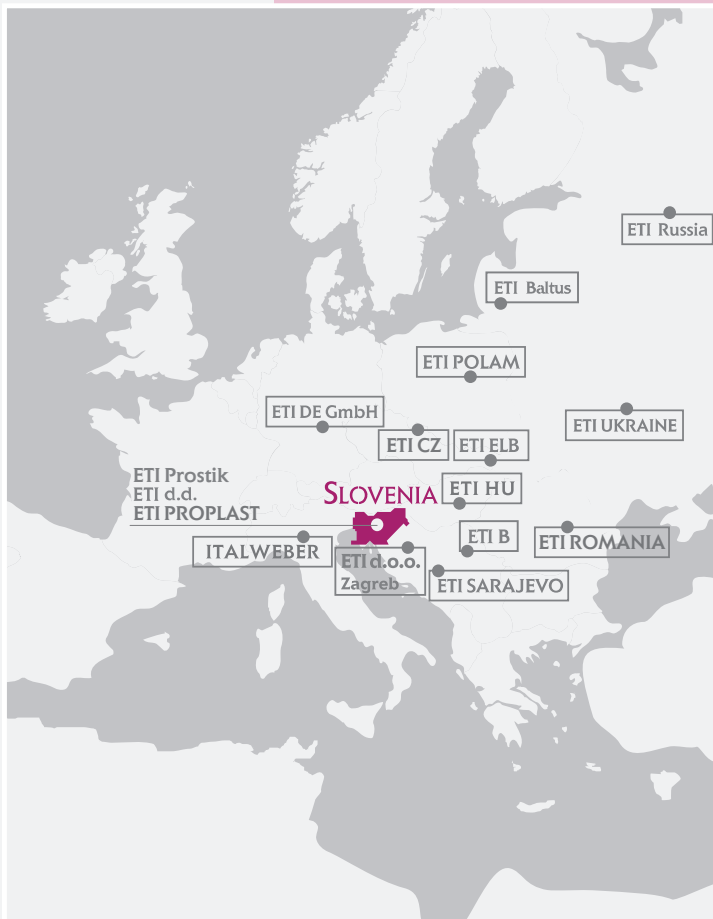 ETI Russia
ETI Baltus
ETI POLAM
ETI DE GmbH
ETI UKRAINE
ETI CZ
ETI ELB
ETI Prostik
ETI d.d.
ETI PROPLAST
SLOVENIA
ETI HU
ETI B
ETI ROMANIA
ITALWEBER
ETI d.o.o.
Zagreb
ETI SARAJEVO